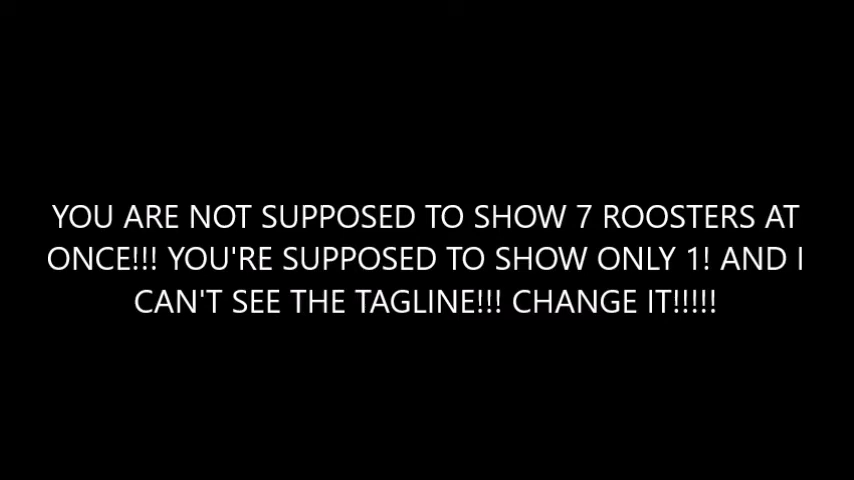 YOU ARE NOT SUPPOSED TO SHOW 7 ROOSTERS AT
ONCE!!! YOU'RE SUPPOSED TO SHOW ONLY 1! AND I
CAN'T SEE THE TAGLINE!!! CHANGE IT!!!!!